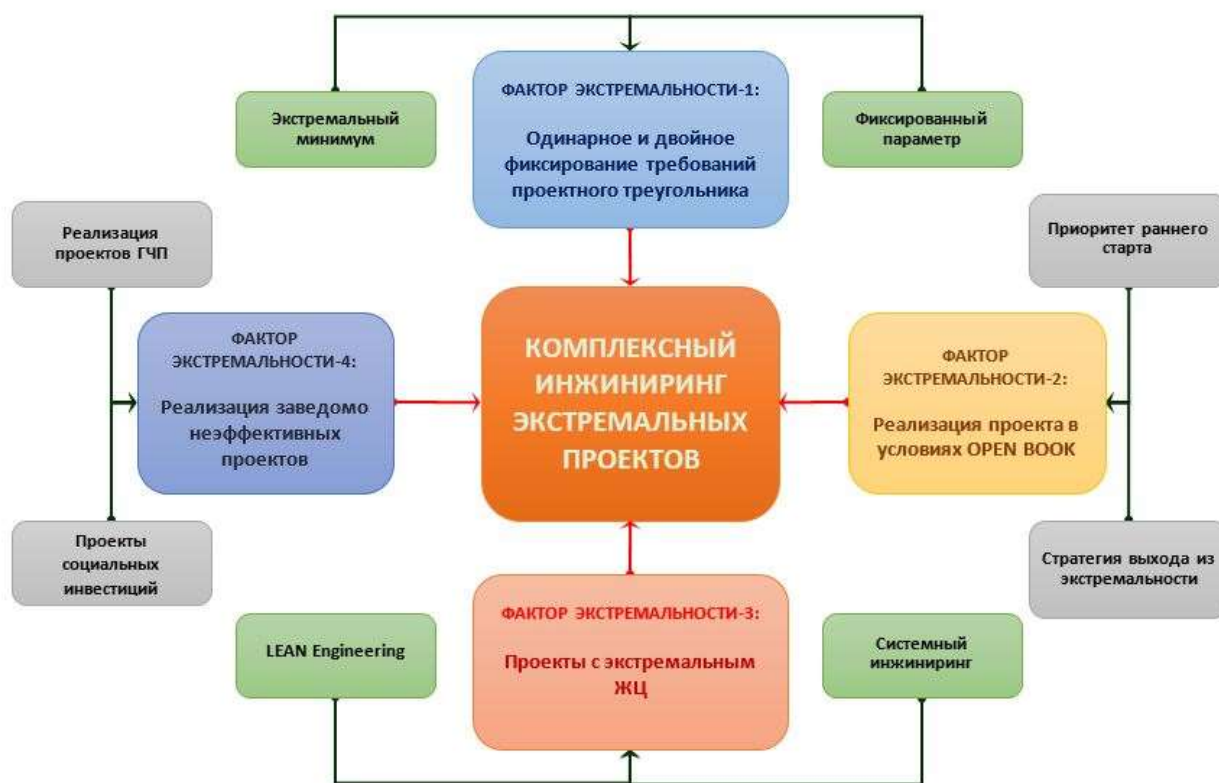 ФАКТОР ЭКСТРЕМАЛЬНОСТИ-1:
Одинарное и двойное
фиксирование требований
проектного треугольника
Экстремальный
минимум
Фиксированный
параметр
Реализация
проектов ГЧП
Приоритет раннего
старта
ФАКТОР
ЭКСТРЕМАЛЬНОСТИ-4:
Реализация заведомо
неэффективных
проектов
КОМПЛЕКСНЫЙ
ИНЖИНИРИНГ
ЭКСТРЕМАЛЬНЫХ
ПРОЕКТОВ
ФАКТОР
ЭКСТРЕМАЛЬНОСТИ-2:
Реализация проекта в
условиях OPEN BOOK
Проекты
социальных
инвестиций
Стратегия выхода из
экстремальности
ФАКТОР ЭКСТРЕМАЛЬНОСТИ-3:
Проекты с экстремальным
ЖЦ
LEAN Engineering
Системный
инжиниринг